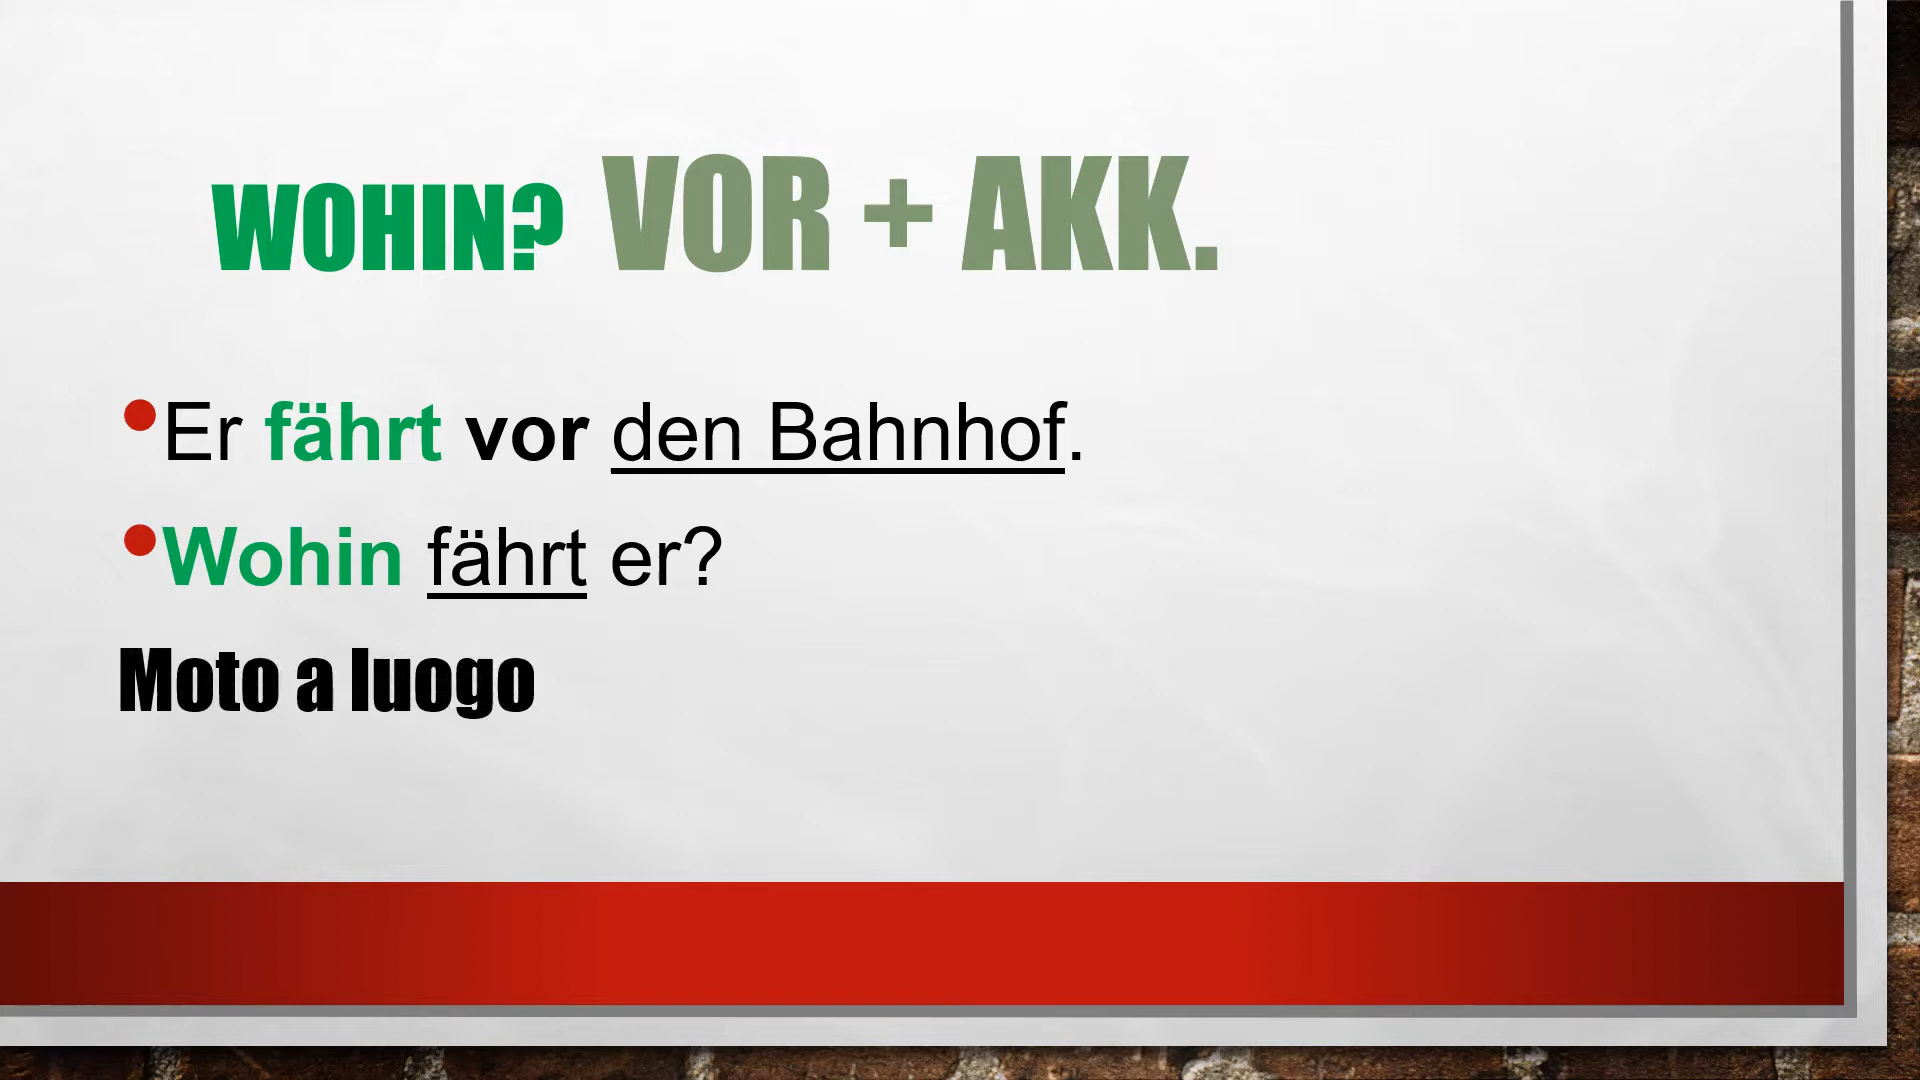 WOHIN? VOR + AKK.
• Er fährt vor den Bahnhof.
• Wohin fährt er?
Moto a luogo